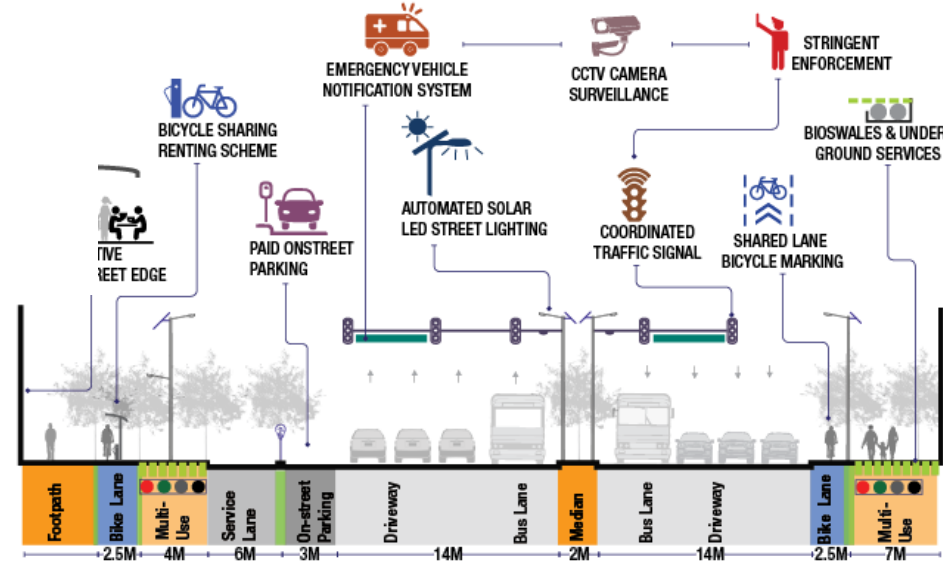 EMERGENCY VEHICLE
NOTIFICATION SYSTEM
CCTV CAMERA
SURVEILLANCE
STRINGENT
ENFORCEMENT
BICYCLE SHARING
RENTING SCHEME
BIOSWALES & UNDER
GROUND SERVICES
TIVE
REET EDGE
PAID ONSTREET
PARKING
AUTOMATED SOLAR
LED STREET LIGHTING
COORDINATED
TRAFFIC SIGNAL
SHARED LANE
BICYCLE MARKING
Footpath
Bike Lane
Multi-
Use
Service
Lane
On-street
Parking
Driveway
Bus Lane
Median
Bus Lane
Driveway
Bike Lane
Multi-
Use
2.5M 4M 6M 3M 14M 2M 14M 2.5M 7M